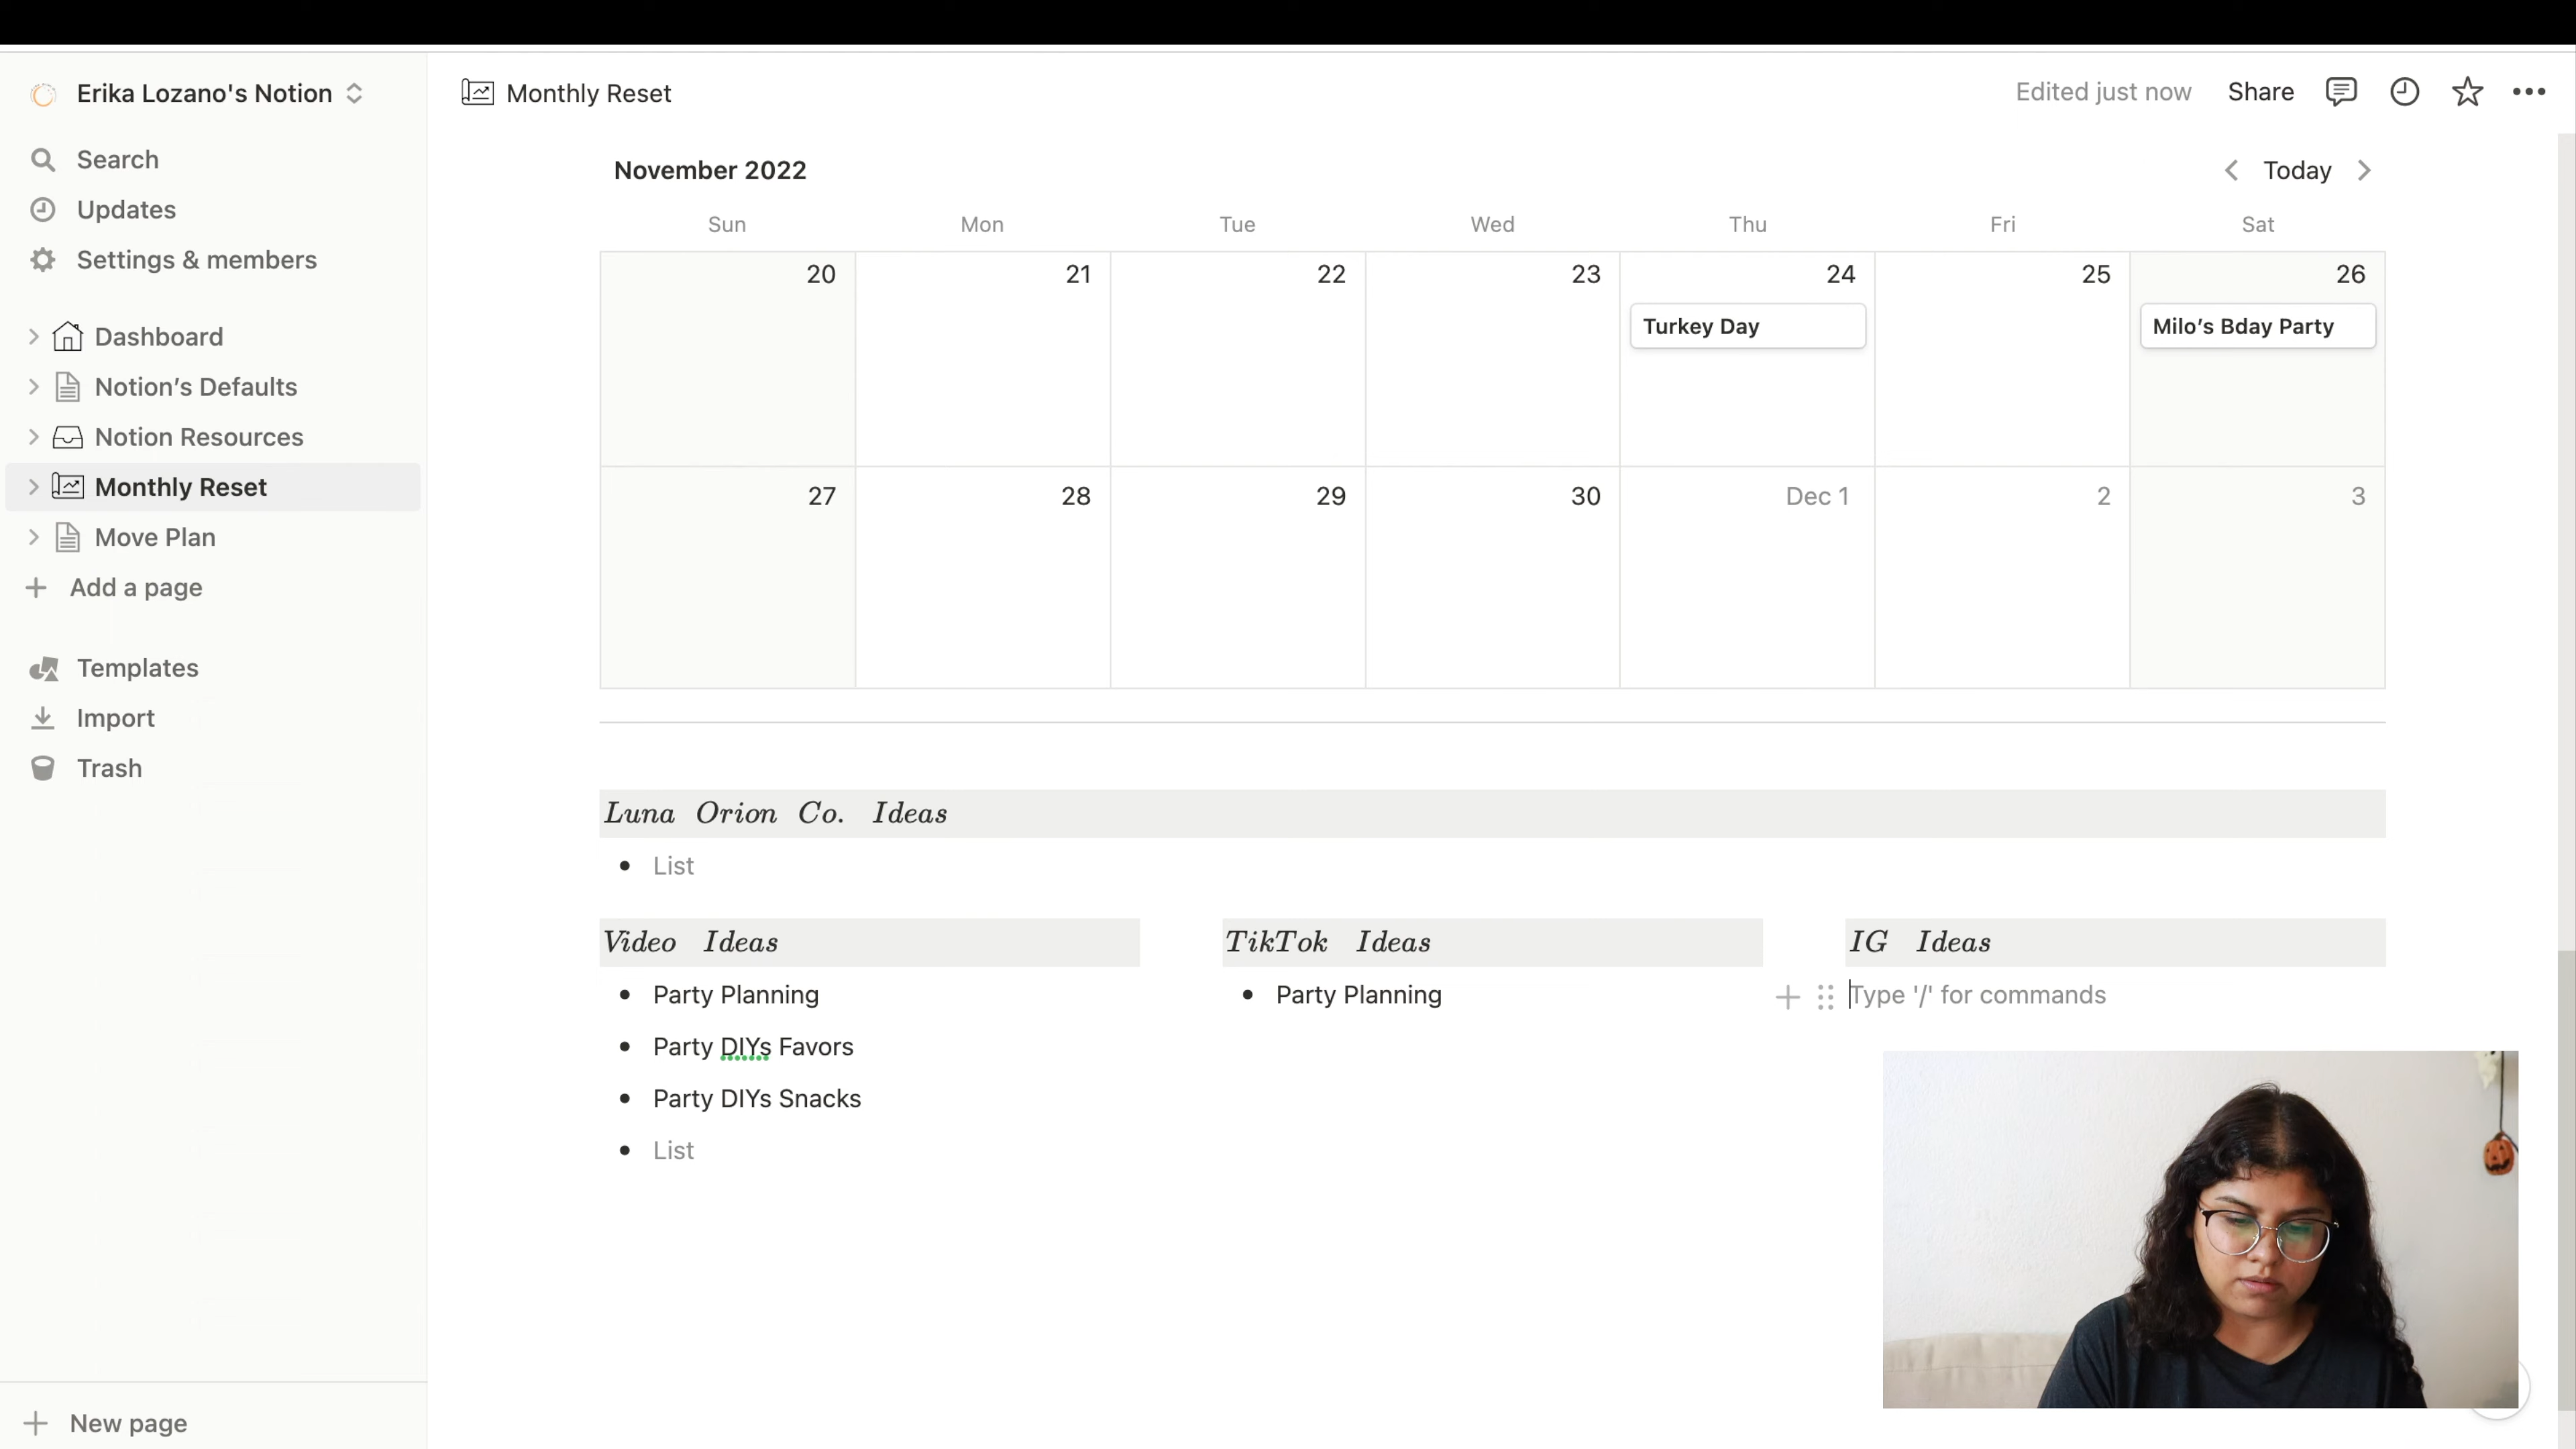 Erika Lozano's Notion
Search
Updates
Settings & members
Dashboard
Notion's Defaults
Notion Resources
Monthly Reset
Move Plan
Add a page
Templates
Import
Trash
New page
Monthly Reset
Edited just now Share
November 2022
Today
Sun Mon Tue Wed Thu Fri Sat
20 21 22 23 24 25 26
Turkey Day Milo's Bday Party
27 28 29 30 Dec 1 2 3
Luna Orion Co. Ideas
List
Video Ideas
Party Planning
Party DIYs Favors
Party DIYs Snacks
List
TikTok Ideas
Party Planning
IG Ideas
Type '/' for commands